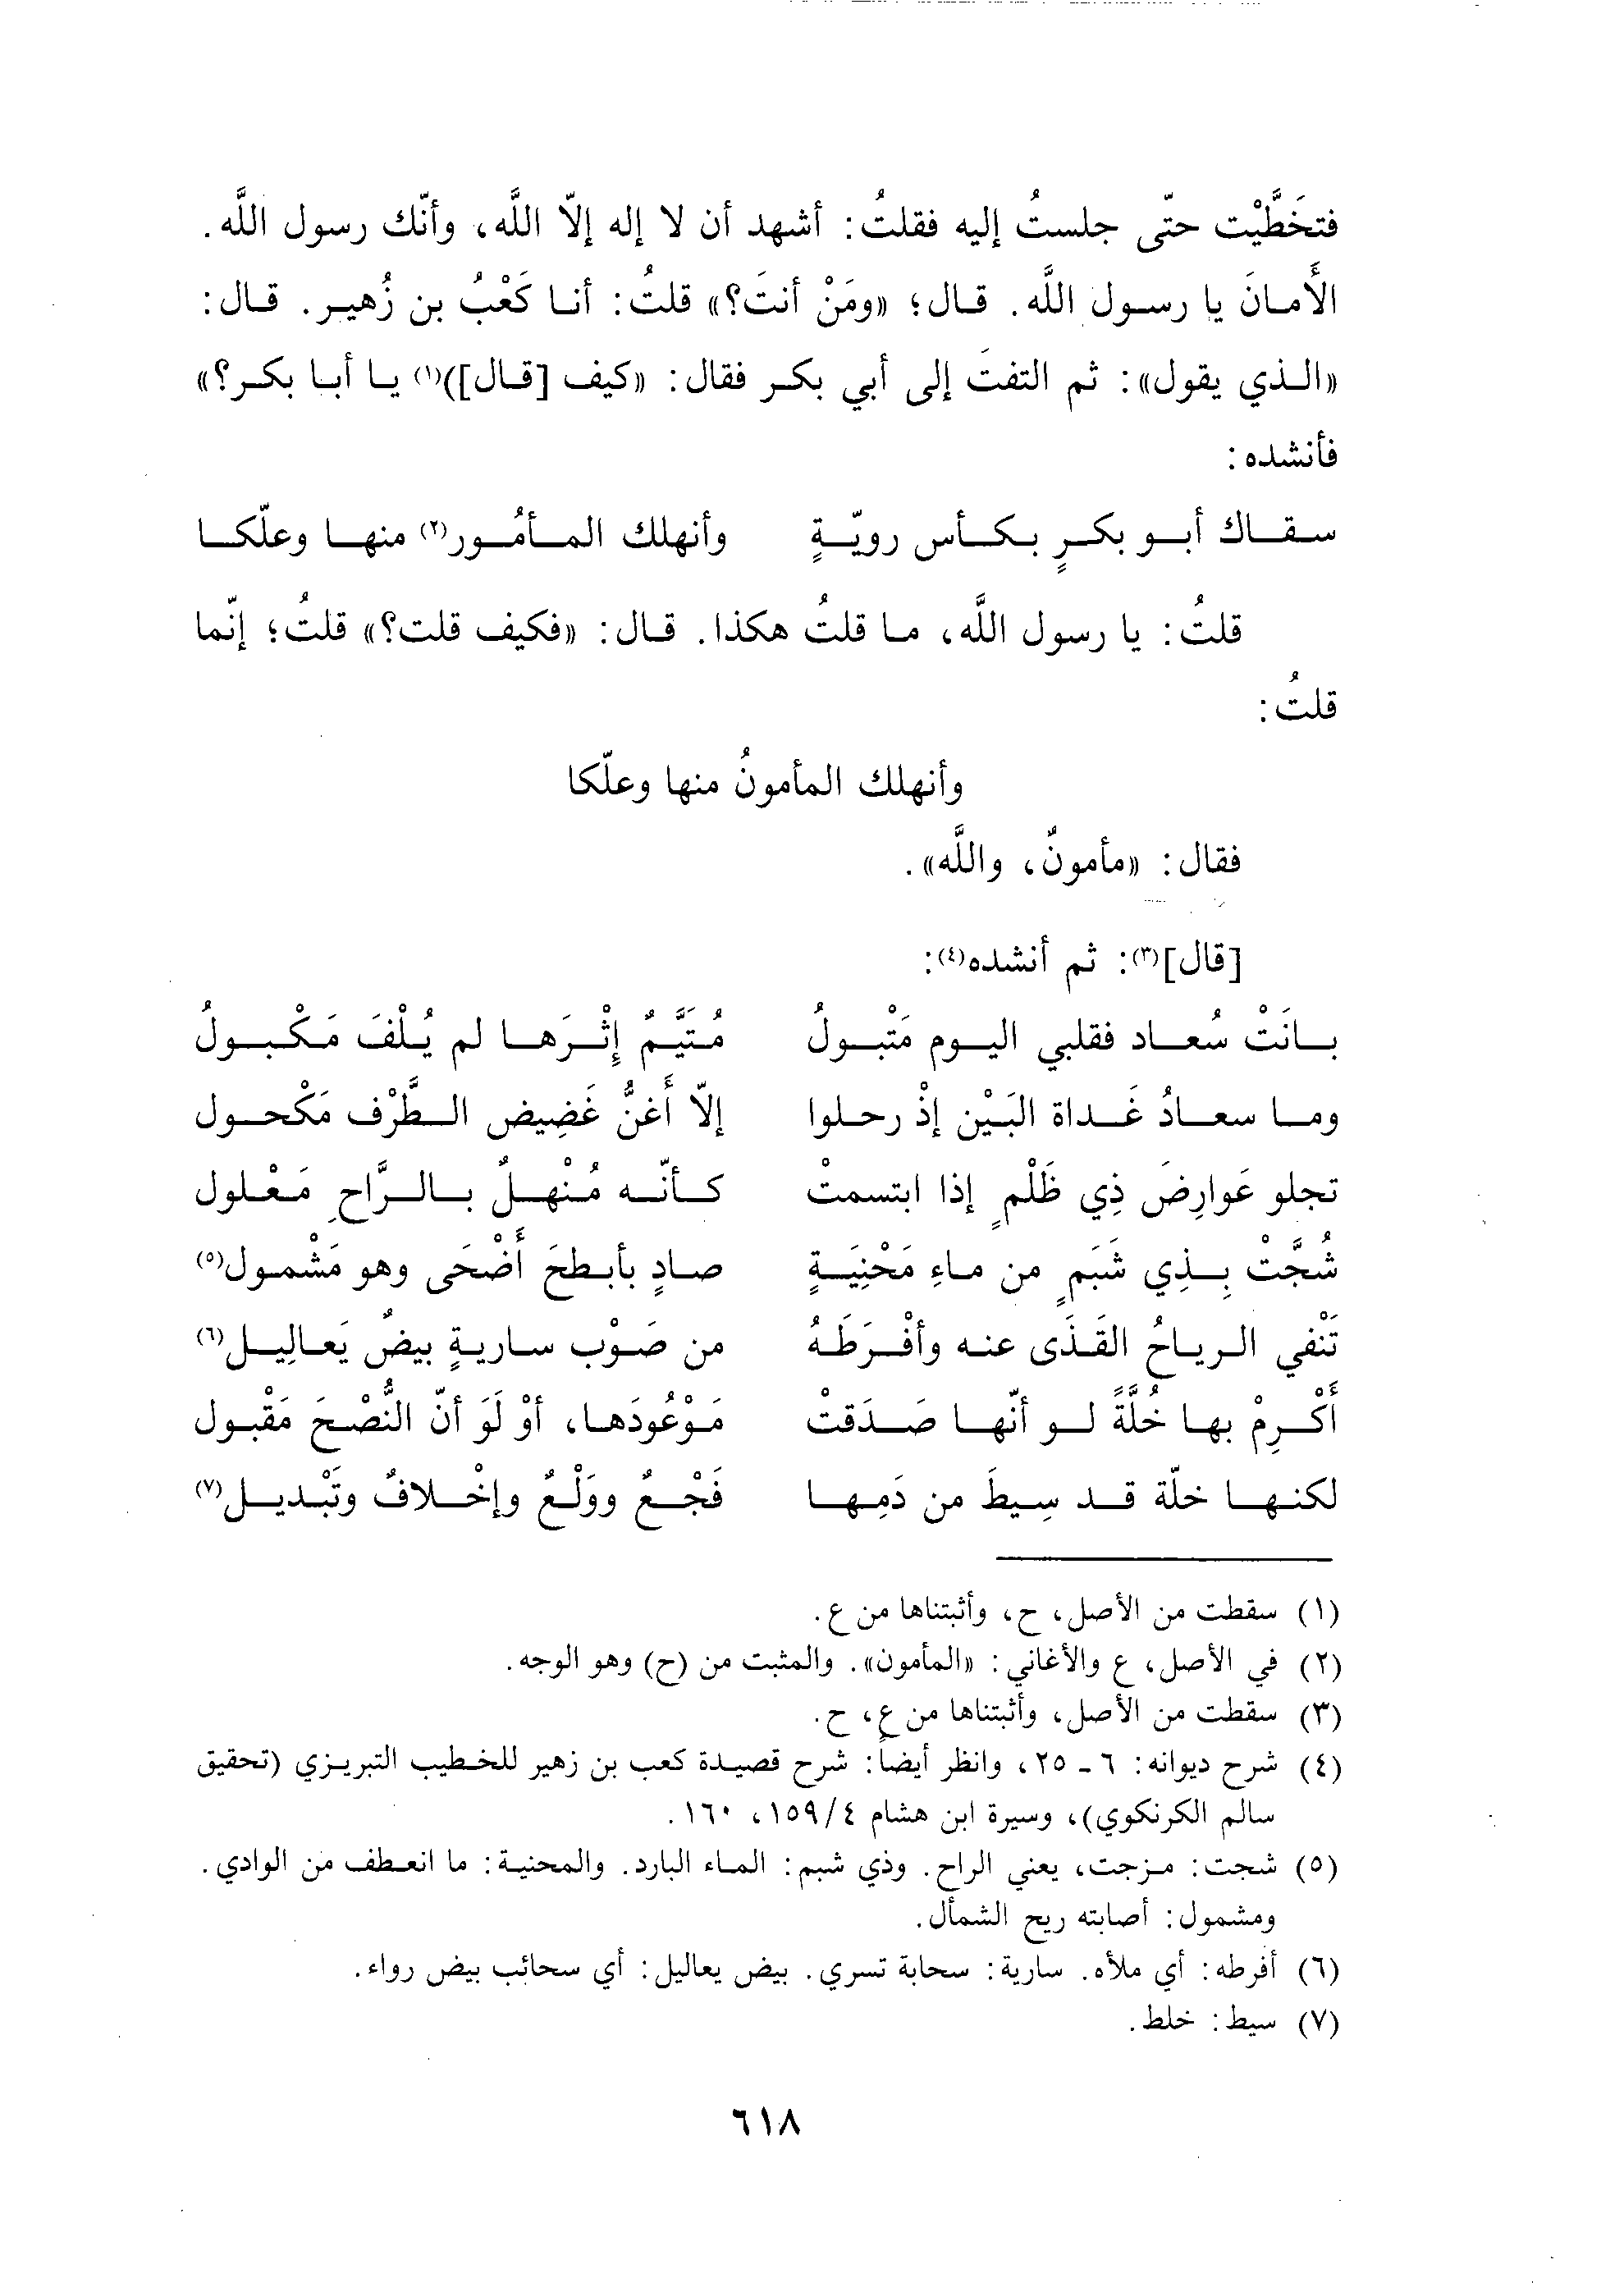 فتخَطَّيْت حتّى جلستُ إليه فقلتُ: أشهد أن لا إله إلاّ اللَّه، وأنّك رسول اللَّه.
الأَمانَ يا رسول اللَّه. قال؛ «ومَنْ أنتَ؟» قلتُ: أنا كَعْبُ بن زُهير. قال:
«الذي يقول»: ثم التفتَ إلى أبي بكر فقال: «كيف [قال])(١) يا أبا بكر؟»
فأنشده:
سقاك أبو بكرٍ بكأس رويّةٍ وأنهلك المأمُور(٢) منها وعلّكا
قلتُ: يا رسول اللَّه، ما قلتُ هكذا. قال: «فكيف قلت؟» قلتُ؛ إنّما
قلتُ:
وأنهلك المأمونُ منها وعلّكا
فقال: «مأمونٌ، واللَّه».
[قال](٣): ثم أنشده(٤):
بانَتْ سُعاد فقلبي اليوم مَتْبولُ مُتَيَّمٌ إِثْرَها لم يُلْفَ مَكْبولُ
وما سعادُ غَداة البَيْن إذْ رحلوا إلاّ أَغنُّ غَضِيض الطَّرْف مَكْحول
تجلو عَوارِضَ ذِي ظَلْمٍ إذا ابتسمتْ كأنّه مُنْهلٌ بالرَّاحِ مَعْلول
شُجَّتْ بِذِي شَبَمٍ من ماءِ مَحْنِيَةٍ صادٍ بأبطحَ أَضْحَى وهو مَشْمول(٥)
تَنْفي الرياحُ القَذَى عنه وأفْرَطَهُ من صَوْب ساريةٍ بيضٌ يَعالِيل(٦)
أَكْرِمْ بها خُلَّةً لو أنّها صَدَقتْ مَوْعُودَها، أوْ لَوَ أنّ النُّصْحَ مَقْبول
لكنها خلّة قد سِيطَ من دَمِها فَجْعٌ وولْعٌ وإخْلافٌ وتَبْديل(٧)
(١) سقطت من الأصل، ح، وأثبتناها من ع.
(٢) في الأصل، ع والأغاني: «المأمون». والمثبت من (ح) وهو الوجه.
(٣) سقطت من الأصل، وأثبتناها من ع، ح.
(٤) شرح ديوانه: ٦ - ٢٥، وانظر أيضاً: شرح قصيدة كعب بن زهير للخطيب التبريزي (تحقيق
سالم الكرنكوي)، وسيرة ابن هشام ٤/١٥٩، ١٦٠.
(٥) شجت: مزجت، يعني الراح. وذي شبم: الماء البارد. والمحنية: ما انعطف من الوادي.
ومشمول: أصابته ريح الشمأل.
(٦) أفرطه: أي ملأه. سارية: سحابة تسري. بيض يعاليل: أي سحائب بيض رواء.
(٧) سيط: خلط.
٦١٨